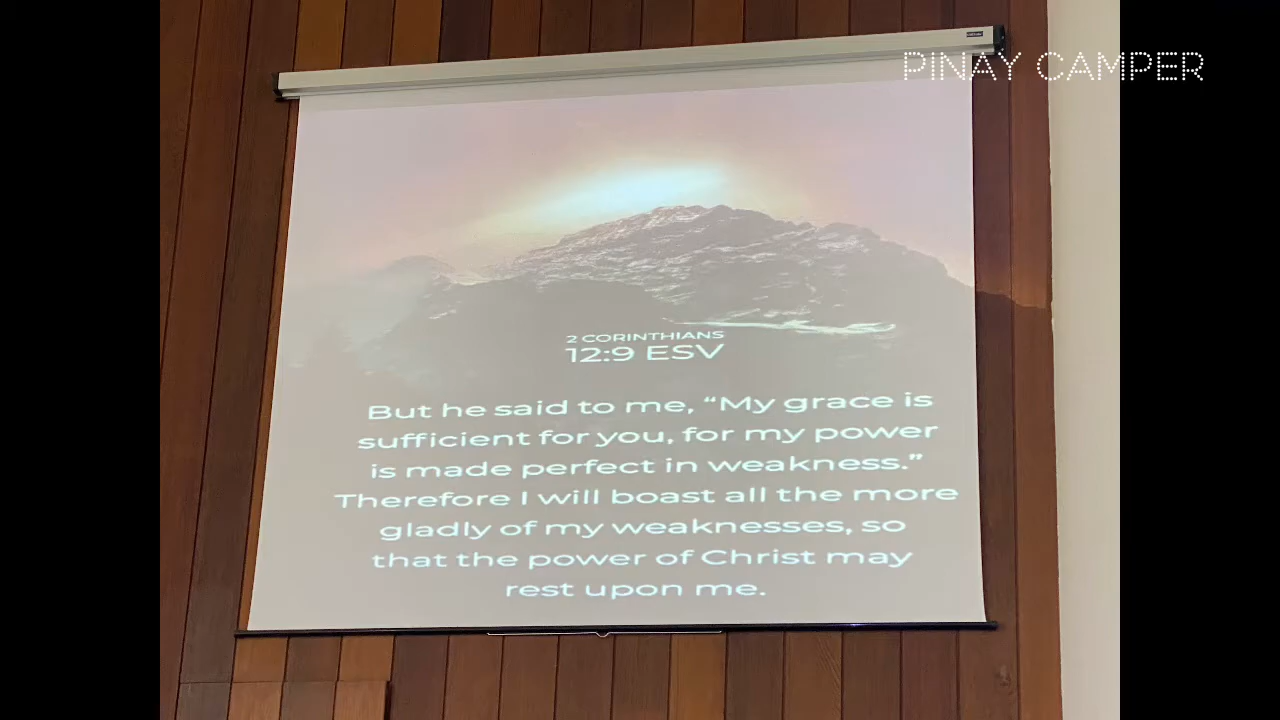 PINAY CAMPER
2 CORINTHIANS
12:9 ESV
But he said to me, “My grace is
sufficient for you, for my power
is made perfect in weakness.”
Therefore I will boast all the more
gladly of my weaknesses, so
that the power of Christ may
rest upon me.